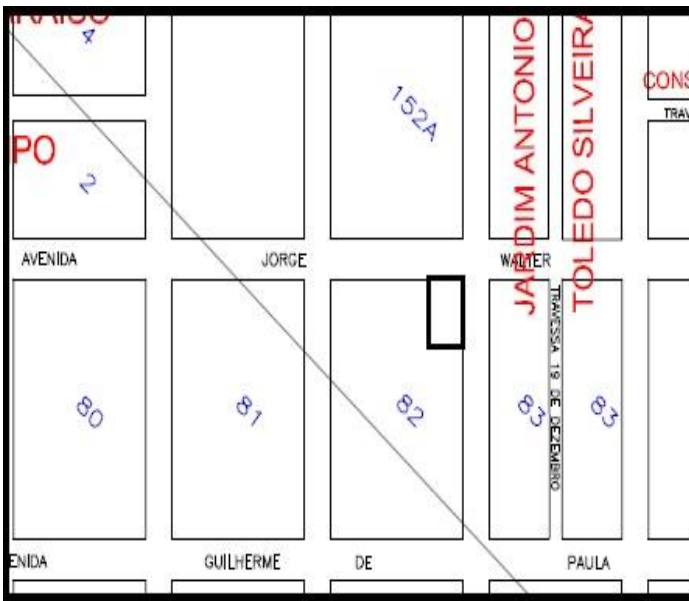 4
152A
CONS
TRAV
PO
2
JARDIM ANTONIO
TOLEDO SILVEIRA
AVENIDA JORGE WALTER
TRAVESSA 19 DE DEZEMBRO
80
81
82
83
83
ENIDA GUILHERME DE PAULA